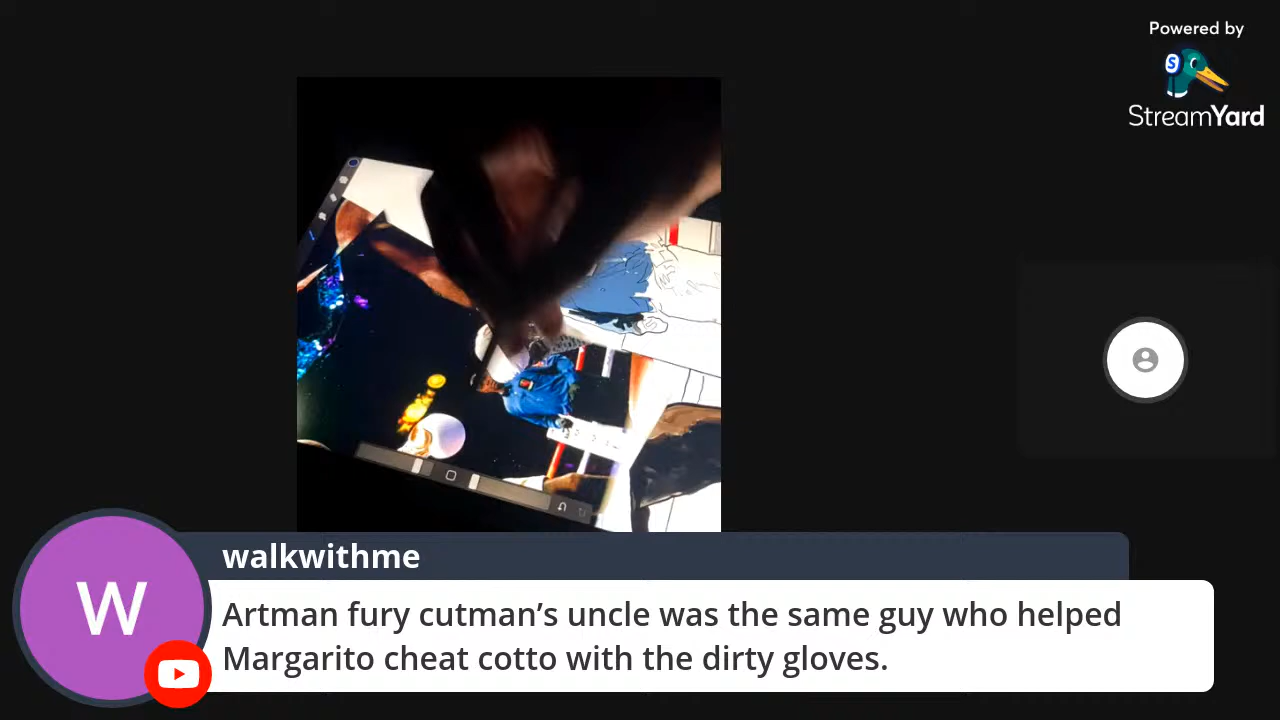 Powered by
StreamYard
walkwithme
Artman fury cutman’s uncle was the same guy who helped
Margarito cheat cotto with the dirty gloves.
W